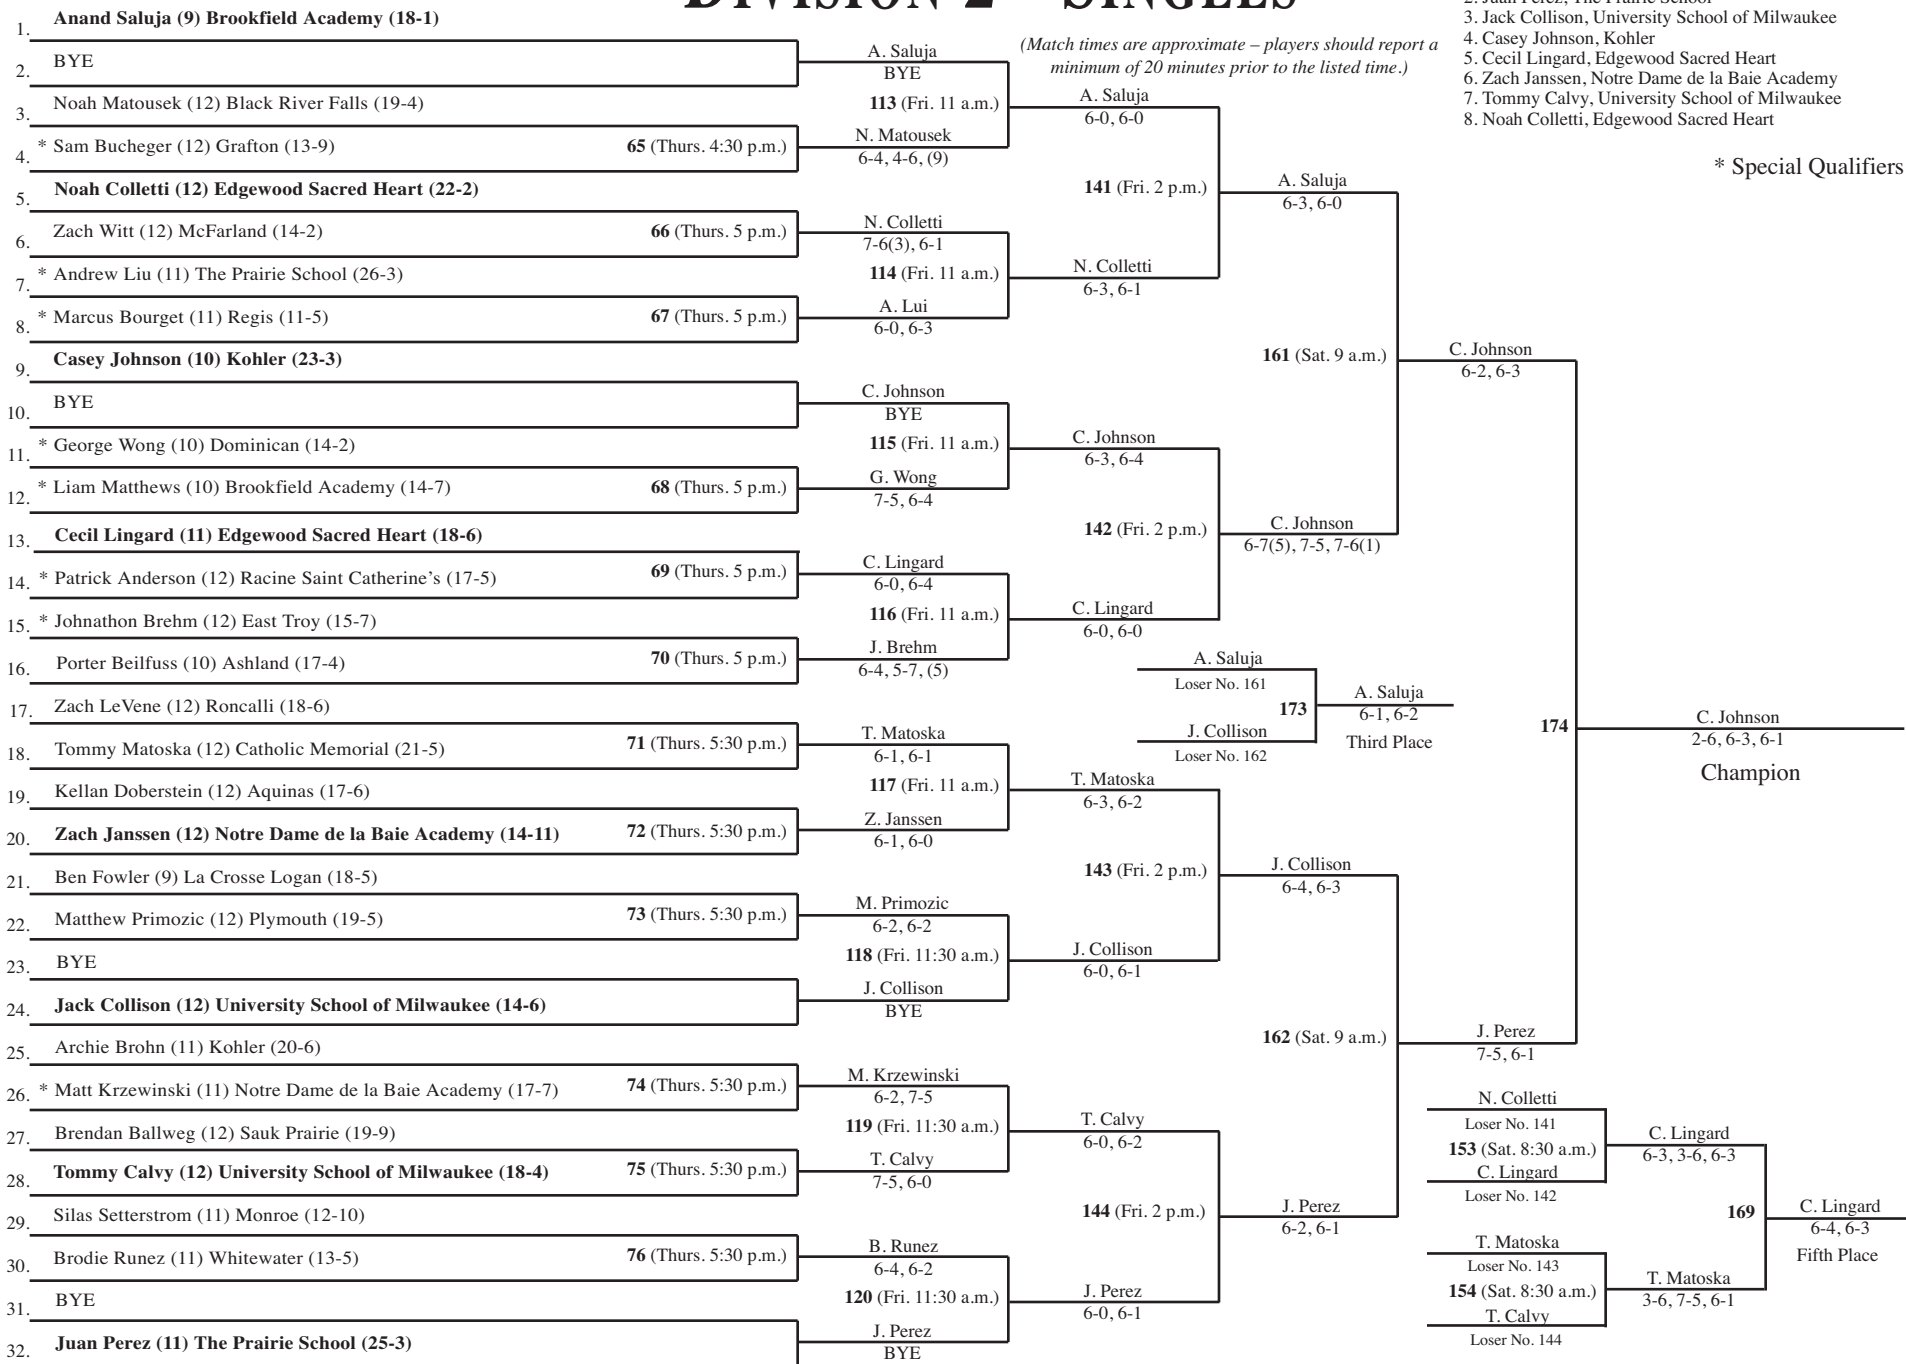 DIVISION 2 SINGLES
(Match times are approximate – players should report a
minimum of 20 minutes prior to the listed time.)
3. Jack Collison, University School of Milwaukee
4. Casey Johnson, Kohler
5. Cecil Lingard, Edgewood Sacred Heart
6. Zach Janssen, Notre Dame de la Baie Academy
7. Tommy Calvy, University School of Milwaukee
8. Noah Colletti, Edgewood Sacred Heart
* Special Qualifiers
1. Anand Saluja (9) Brookfield Academy (18-1)
2. BYE
3. Noah Matousek (12) Black River Falls (19-4)
4. * Sam Bucheger (12) Grafton (13-9) 65 (Thurs. 4:30 p.m.)
5. Noah Colletti (12) Edgewood Sacred Heart (22-2)
6. Zach Witt (12) McFarland (14-2) 66 (Thurs. 5 p.m.)
7. * Andrew Liu (11) The Prairie School (26-3)
8. * Marcus Bourget (11) Regis (11-5) 67 (Thurs. 5 p.m.)
9. Casey Johnson (10) Kohler (23-3)
10. BYE
11. * George Wong (10) Dominican (14-2)
12. * Liam Matthews (10) Brookfield Academy (14-7) 68 (Thurs. 5 p.m.)
13. Cecil Lingard (11) Edgewood Sacred Heart (18-6)
14. * Patrick Anderson (12) Racine Saint Catherine's (17-5) 69 (Thurs. 5 p.m.)
15. * Johnathon Brehm (12) East Troy (15-7)
16. Porter Beilfuss (10) Ashland (17-4) 70 (Thurs. 5 p.m.)
17. Zach LeVene (12) Roncalli (18-6)
18. Tommy Matoska (12) Catholic Memorial (21-5) 71 (Thurs. 5:30 p.m.)
19. Kellan Doberstein (12) Aquinas (17-6)
20. Zach Janssen (12) Notre Dame de la Baie Academy (14-11) 72 (Thurs. 5:30 p.m.)
21. Ben Fowler (9) La Crosse Logan (18-5)
22. Matthew Primozic (12) Plymouth (19-5) 73 (Thurs. 5:30 p.m.)
23. BYE
24. Jack Collison (12) University School of Milwaukee (14-6)
25. Archie Brohn (11) Kohler (20-6)
26. * Matt Krzewinski (11) Notre Dame de la Baie Academy (17-7) 74 (Thurs. 5:30 p.m.)
27. Brendan Ballweg (12) Sauk Prairie (19-9)
28. Tommy Calvy (12) University School of Milwaukee (18-4) 75 (Thurs. 5:30 p.m.)
29. Silas Setterstrom (11) Monroe (12-10)
30. Brodie Runez (11) Whitewater (13-5) 76 (Thurs. 5:30 p.m.)
31. BYE
32. Juan Perez (11) The Prairie School (25-3)
A. Saluja
BYE
113 (Fri. 11 a.m.)
N. Matousek
6-4, 4-6, (9)
N. Colletti
7-6(3), 6-1
114 (Fri. 11 a.m.)
A. Lui
6-0, 6-3
C. Johnson
BYE
115 (Fri. 11 a.m.)
G. Wong
7-5, 6-4
C. Lingard
6-0, 6-4
116 (Fri. 11 a.m.)
J. Brehm
6-4, 5-7, (5)
T. Matoska
6-1, 6-1
117 (Fri. 11 a.m.)
Z. Janssen
6-1, 6-0
M. Primozic
6-2, 6-2
118 (Fri. 11:30 a.m.)
J. Collison
BYE
M. Krzewinski
6-2, 7-5
119 (Fri. 11:30 a.m.)
T. Calvy
7-5, 6-0
B. Runez
6-4, 6-2
120 (Fri. 11:30 a.m.)
J. Perez
BYE
A. Saluja
6-0, 6-0
141 (Fri. 2 p.m.)
N. Colletti
6-3, 6-1
C. Johnson
6-3, 6-4
142 (Fri. 2 p.m.)
C. Lingard
6-0, 6-0
T. Matoska
6-3, 6-2
143 (Fri. 2 p.m.)
J. Collison
6-0, 6-1
T. Calvy
6-0, 6-2
144 (Fri. 2 p.m.)
J. Perez
6-0, 6-1
A. Saluja
6-3, 6-0
161 (Sat. 9 a.m.)
C. Johnson
6-7(5), 7-5, 7-6(1)
J. Collison
6-4, 6-3
162 (Sat. 9 a.m.)
J. Perez
6-2, 6-1
C. Johnson
6-2, 6-3
174
J. Perez
7-5, 6-1
C. Johnson
2-6, 6-3, 6-1
Champion
A. Saluja
Loser No. 161
173
J. Collison
Loser No. 162
A. Saluja
6-1, 6-2
Third Place
N. Colletti
Loser No. 141
153 (Sat. 8:30 a.m.)
C. Lingard
Loser No. 142
C. Lingard
6-3, 3-6, 6-3
169
T. Matoska
Loser No. 143
154 (Sat. 8:30 a.m.)
T. Calvy
Loser No. 144
T. Matoska
3-6, 7-5, 6-1
C. Lingard
6-4, 6-3
Fifth Place